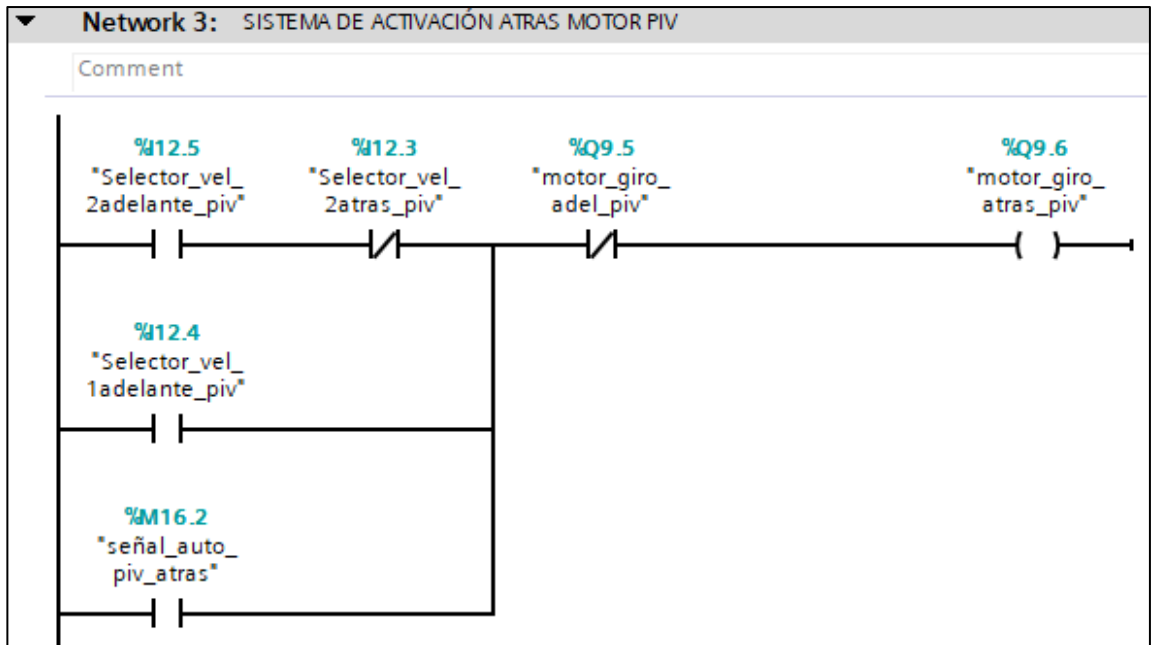 Network 3: SISTEMA DE ACTIVACIÓN ATRAS MOTOR PIV
Comment
%I12.5
"Selector_vel_
2adelante_piv"
%I12.3
"Selector_vel_
2atras_piv"
%Q9.5
"motor_giro_
adel_piv"
%Q9.6
"motor_giro_
atras_piv"
%I12.4
"Selector_vel_
1adelante_piv"
%M16.2
"señal_auto_
piv_atras"